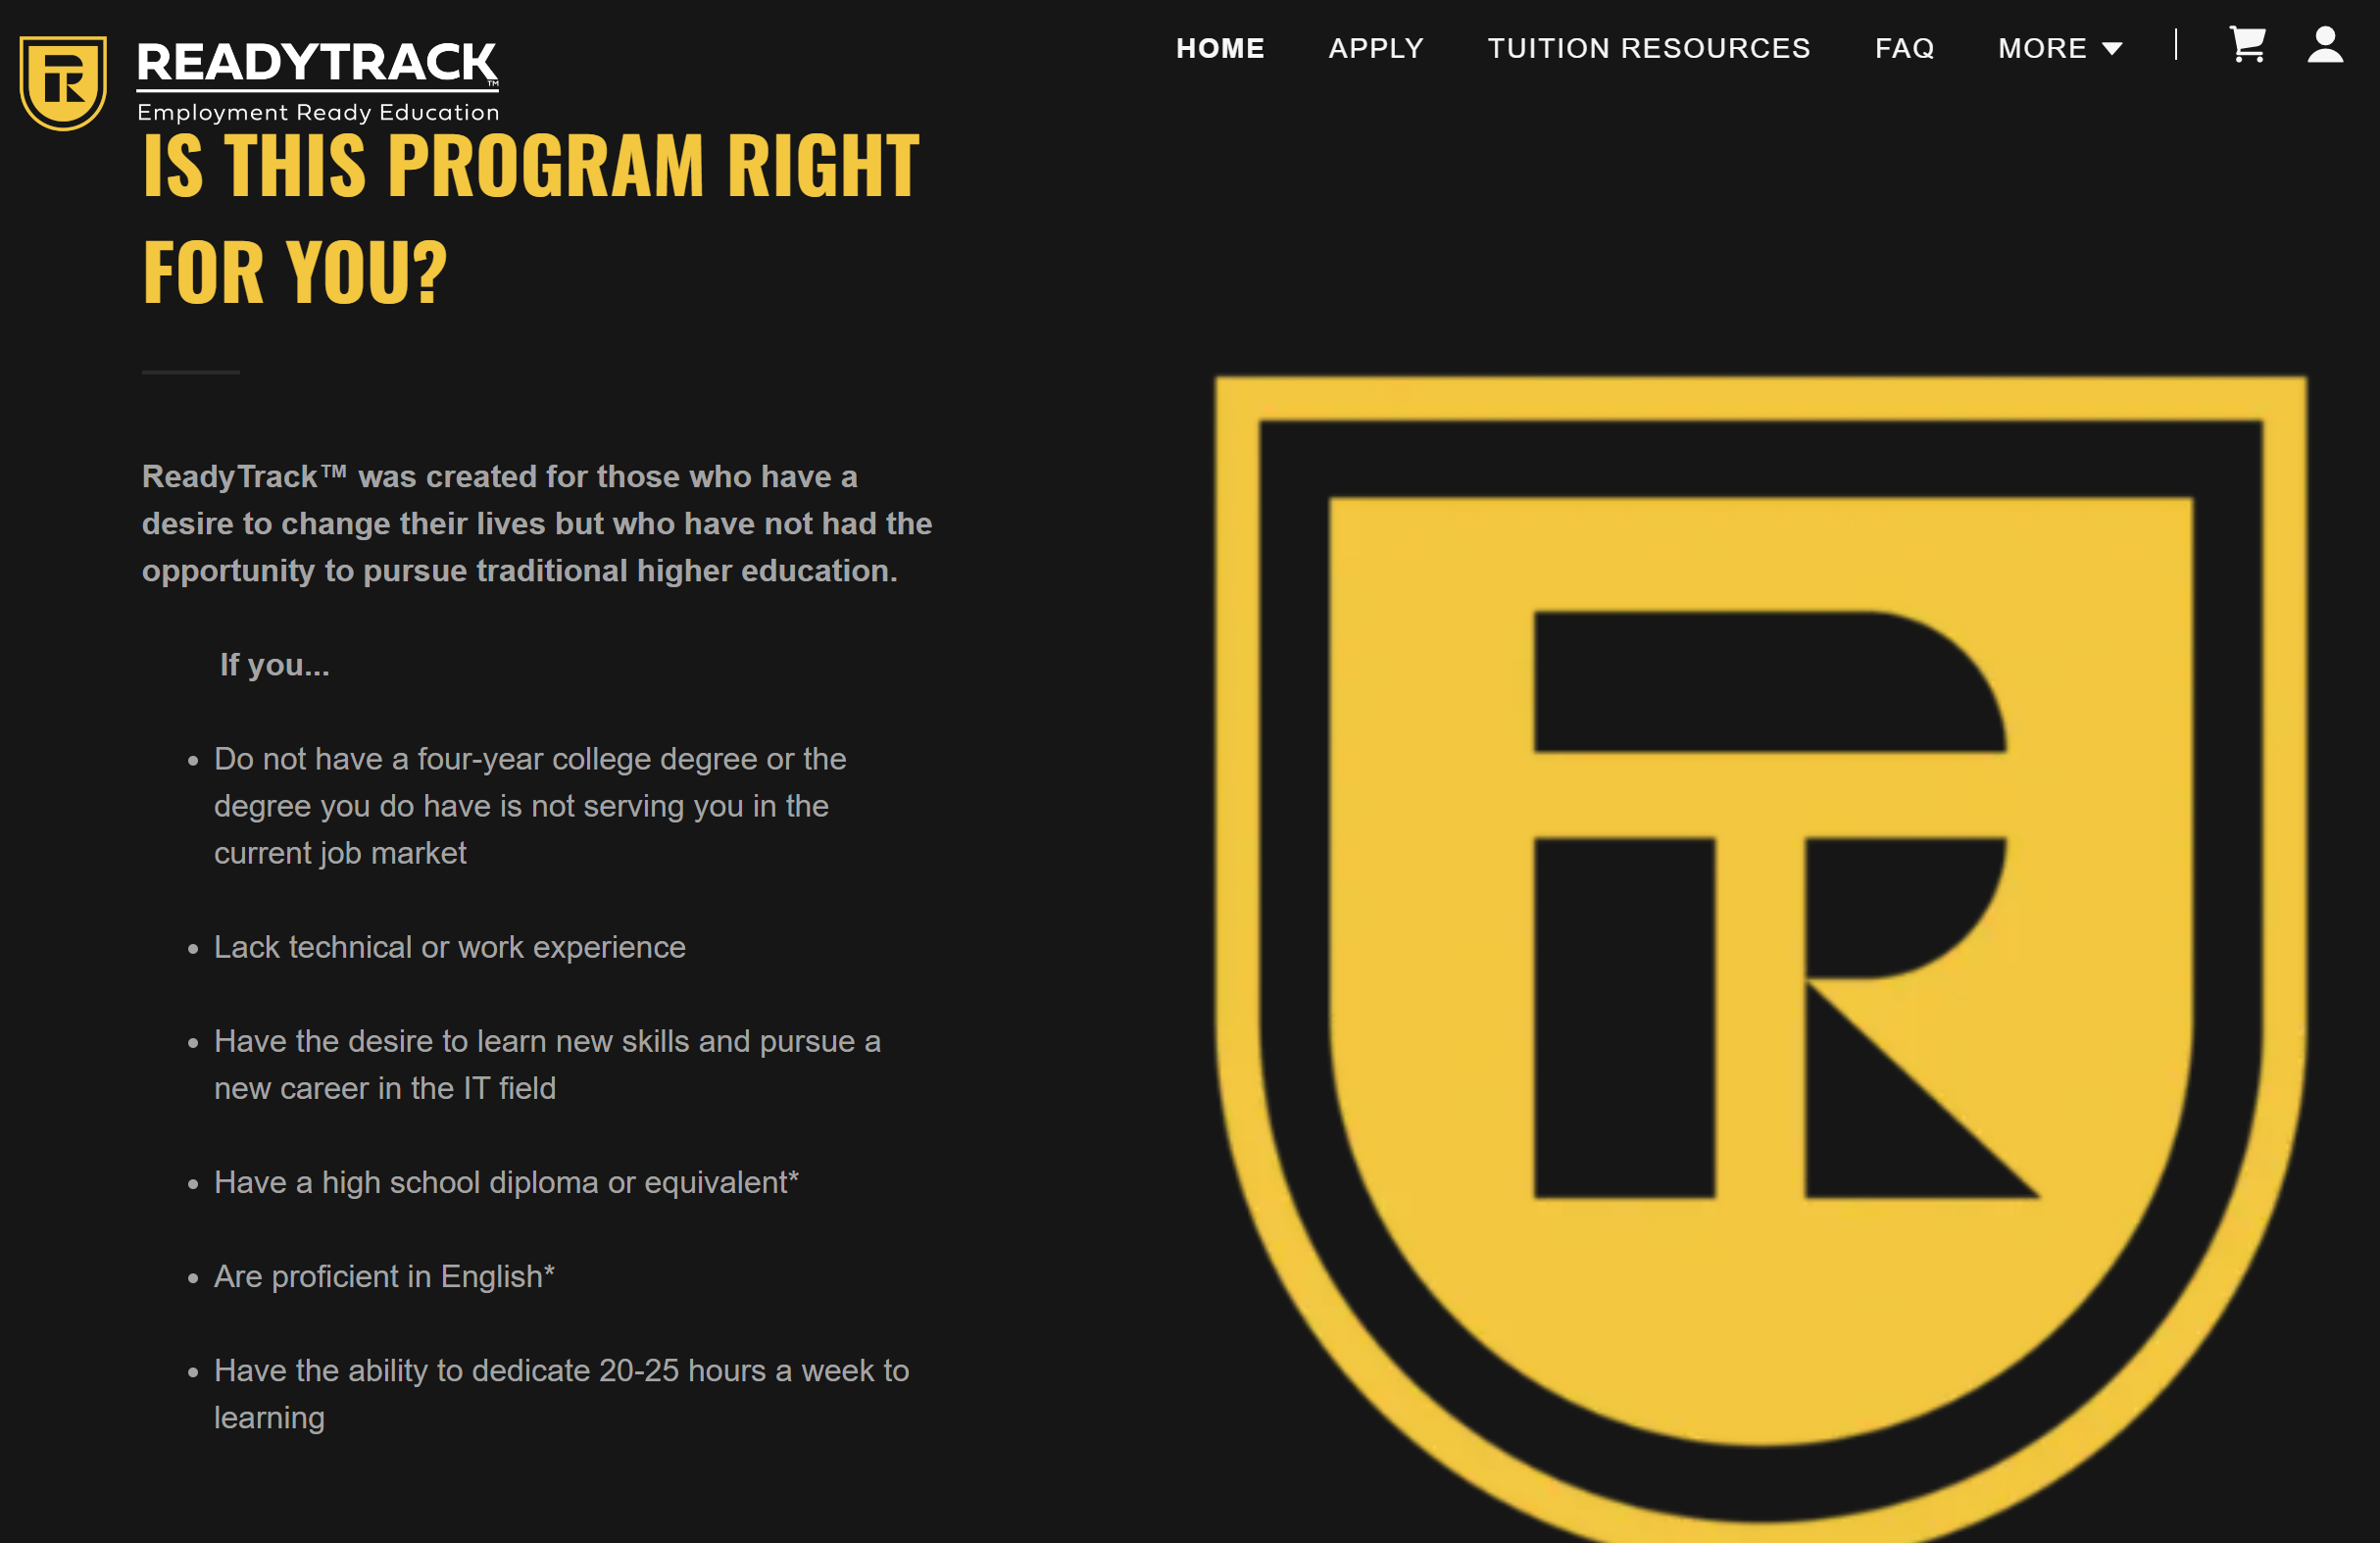 READYTRACK™
Employment Ready Education
HOME APPLY TUITION RESOURCES FAQ MORE
IS THIS PROGRAM RIGHT
FOR YOU?
ReadyTrack™ was created for those who have a
desire to change their lives but who have not had the
opportunity to pursue traditional higher education.
If you...
• Do not have a four-year college degree or the
degree you do have is not serving you in the
current job market
• Lack technical or work experience
• Have the desire to learn new skills and pursue a
new career in the IT field
• Have a high school diploma or equivalent*
• Are proficient in English*
• Have the ability to dedicate 20-25 hours a week to
learning